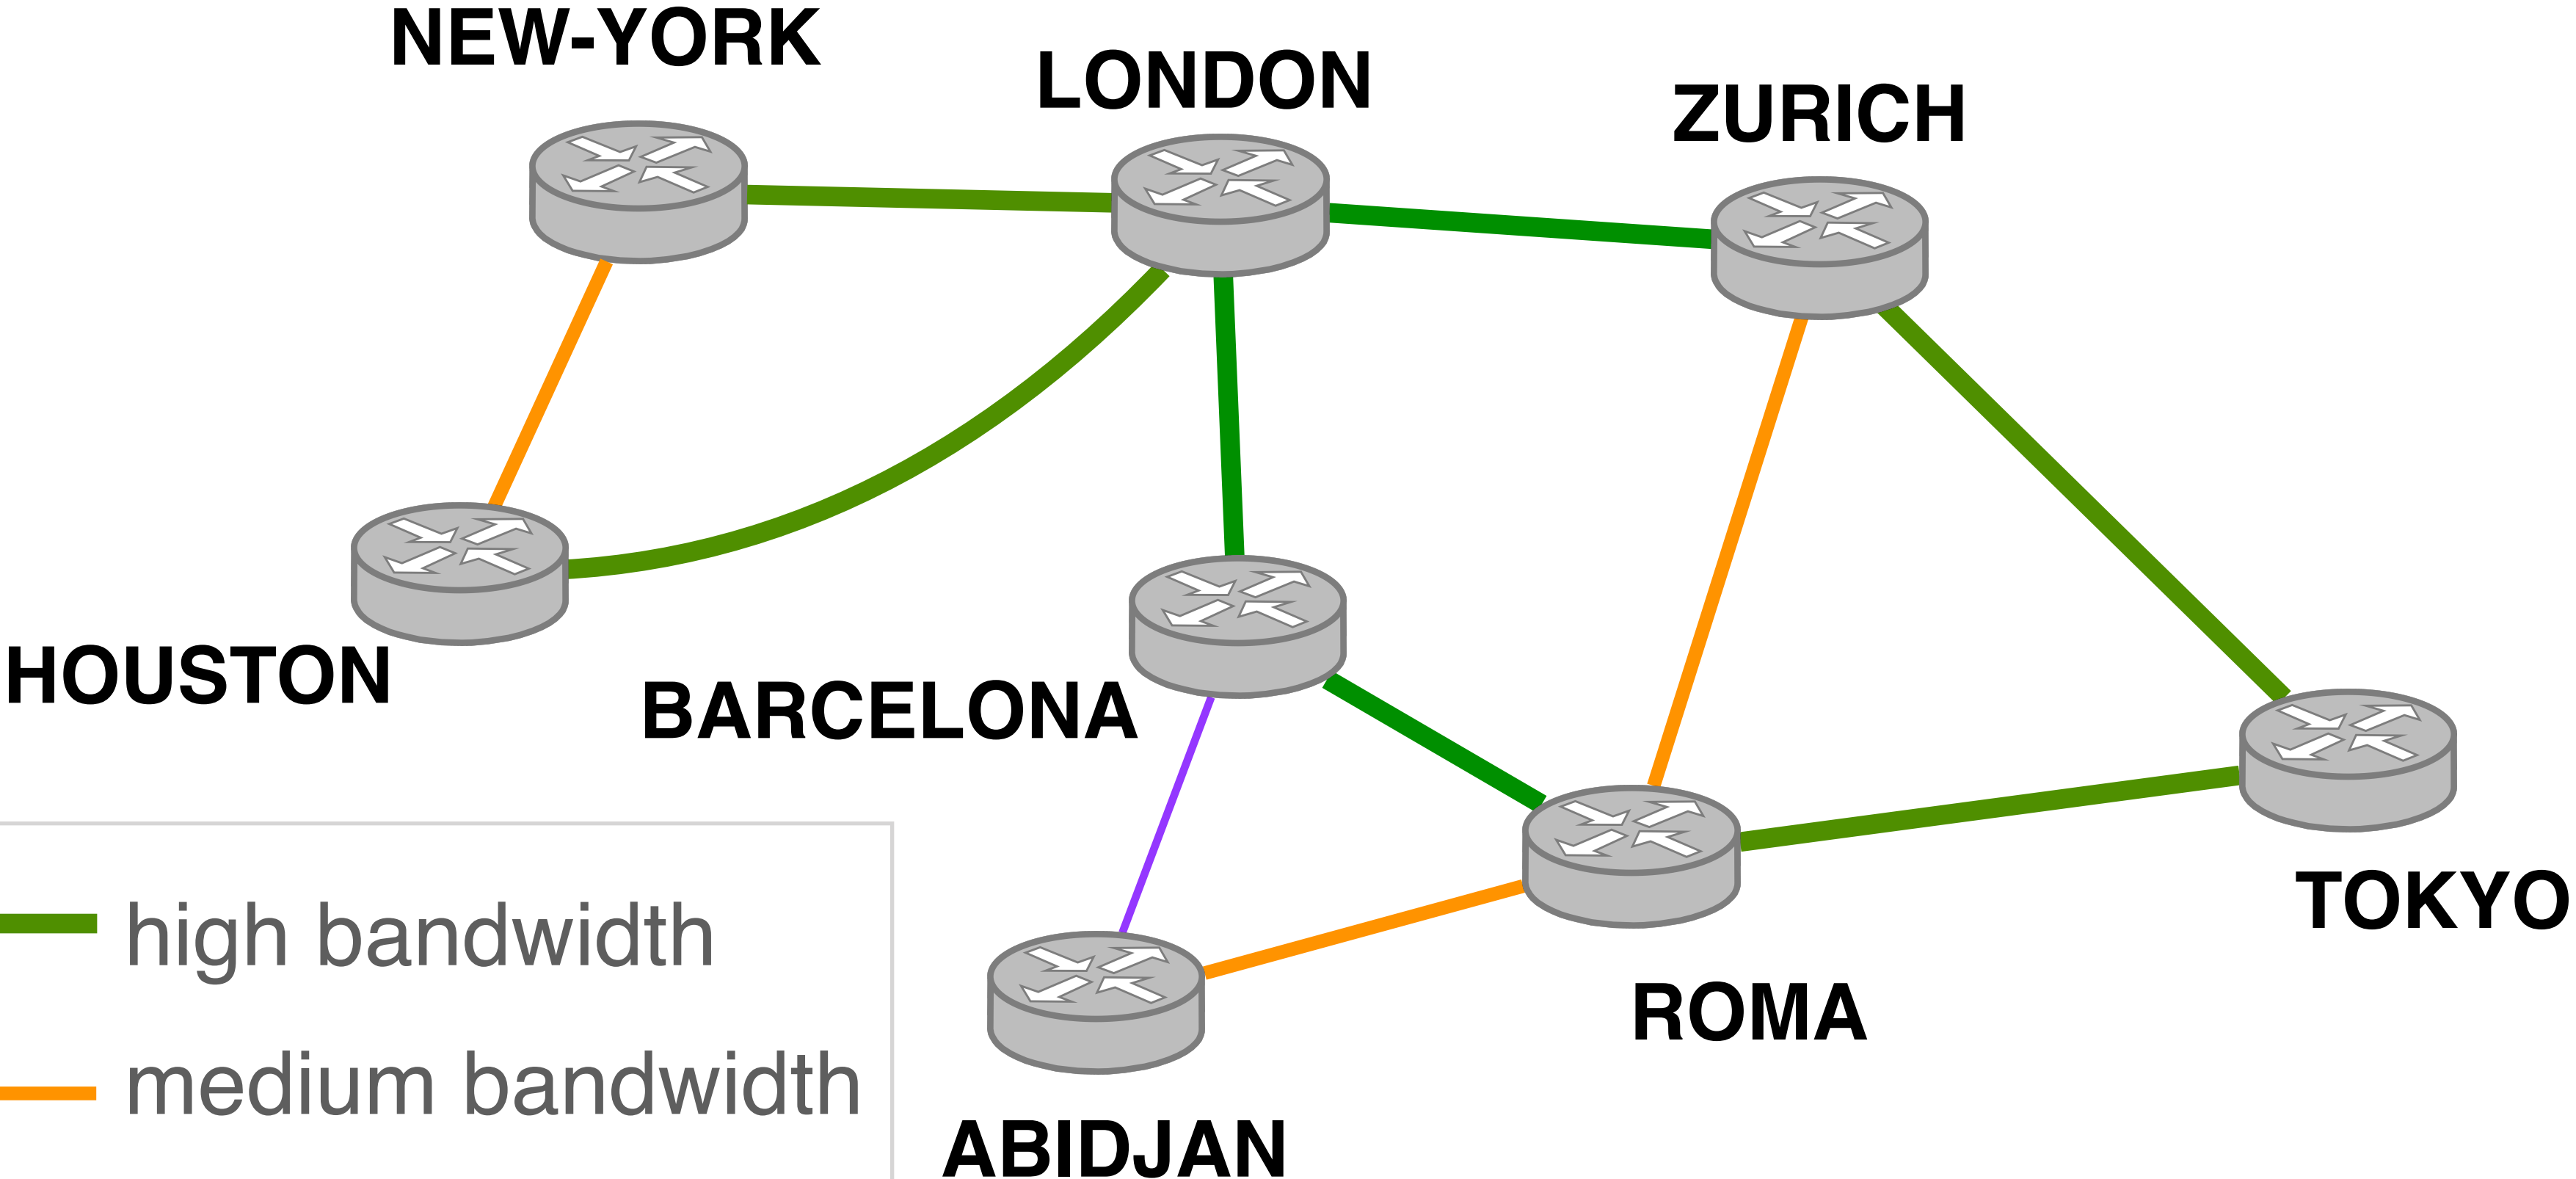 NEW-YORK
LONDON
ZURICH
HOUSTON
BARCELONA
TOKYO
ROMA
ABIDJAN
high bandwidth
medium bandwidth